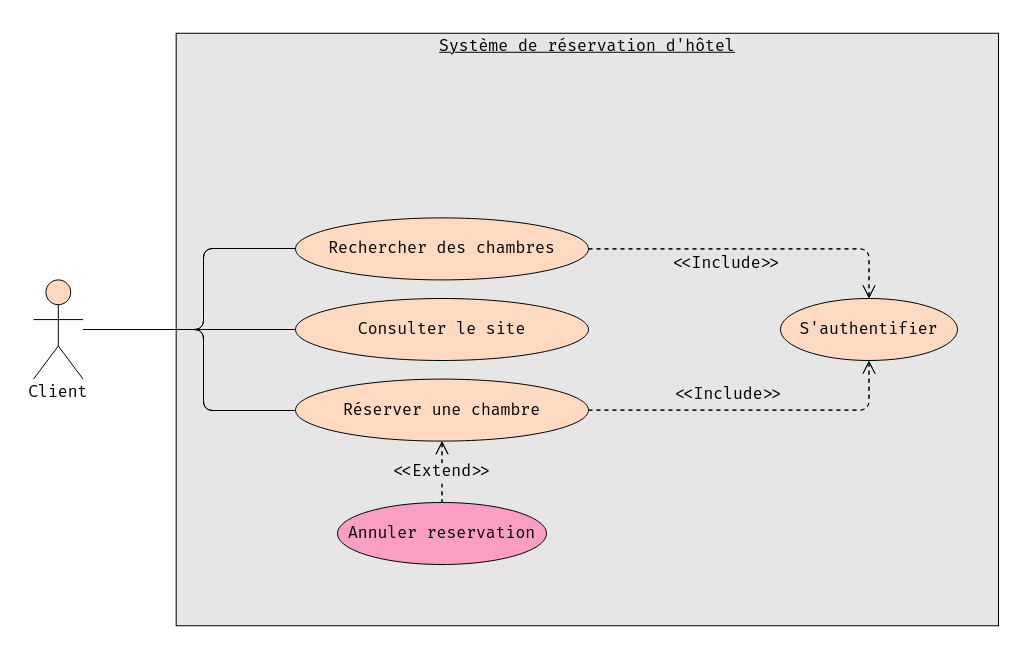 Système de réservation d'hôtel
Rechercher des chambres
<<Include>>
Consulter le site
S'authentifier
Client
Réserver une chambre
<<Include>>
<<Extend>>
Annuler reservation